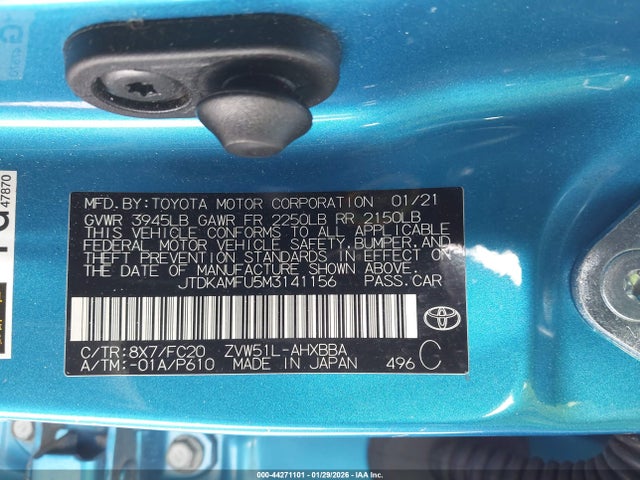 47870
MFD. BY: TOYOTA MOTOR CORPORATION 01/21
GVWR 3945LB GAWR FR 2250LB RR 2150LB
THIS VEHICLE CONFORMS TO ALL APPLICABLE
FEDERAL MOTOR VEHICLE SAFETY, BUMPER, AND
THEFT PREVENTION STANDARDS IN EFFECT ON
THE DATE OF MANUFACTURE SHOWN ABOVE.
JTDKAMFU5M3141156 PASS. CAR
C/TR: 8X7/FC20 ZVW51L-AHXBBA
A/TM: -01A/P610 MADE IN JAPAN 496 G
000-44271101 - 01/29/2026 - IAAI.COM